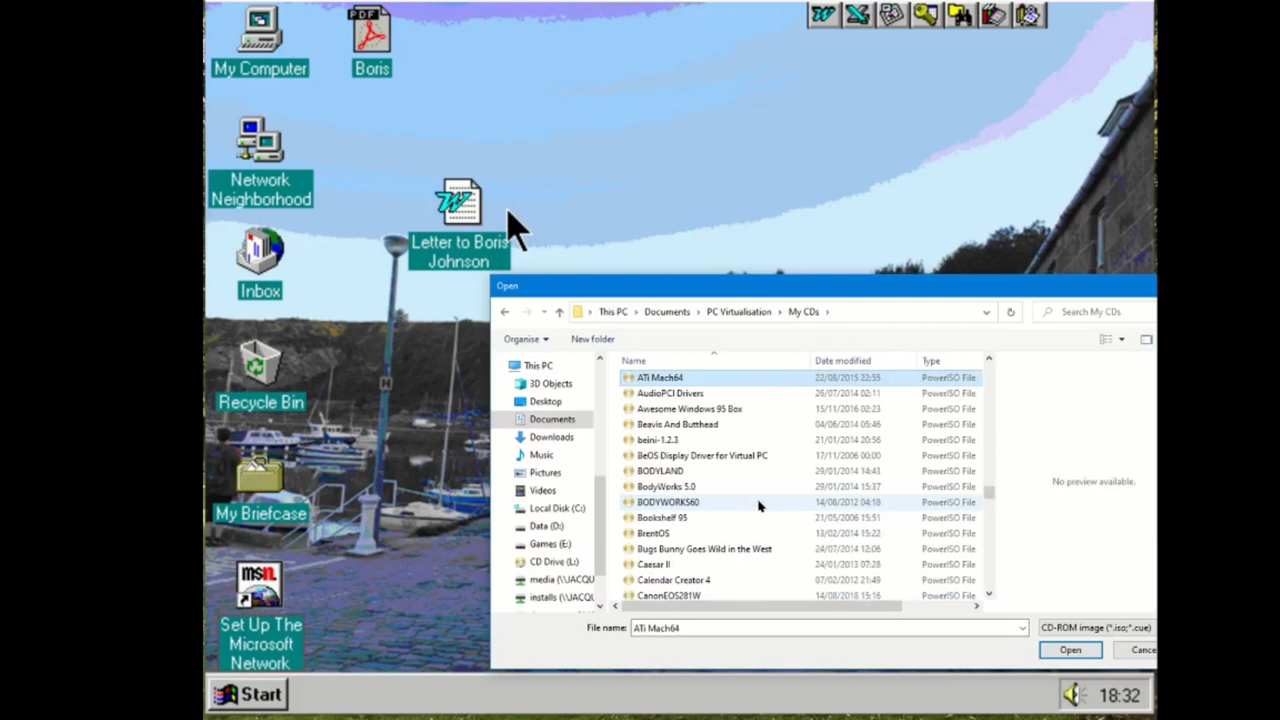 My Computer
PDF
Boris
Network
Neighborhood
Letter to Boris
Johnson
Inbox
Recycle Bin
My Briefcase
msn
Set Up The
Microsoft
Network
Open
This PC > Documents > PC Virtualisation > My CDs >
Search My CDs
Organise
New folder
This PC
3D Objects
Desktop
Documents
Downloads
Music
Pictures
Videos
Local Disk (C:)
Data (D:)
Games (E:)
CD Drive (L:)
media (\\JACQU
installs (\\JACQU
Name Date modified Type
ATi Mach64 22/08/2015 22:55 PowerISO File
AudioPCI Drivers 26/07/2014 02:11 PowerISO File
Awesome Windows 95 Box 15/11/2016 02:23 PowerISO File
Beavis And Butthead 04/06/2014 05:46 PowerISO File
beini-1.2.3 21/01/2014 20:56 PowerISO File
BeOS Display Driver for Virtual PC 17/11/2006 00:00 PowerISO File
BODYLAND 29/01/2014 14:43 PowerISO File
BodyWorks 5.0 29/01/2014 15:37 PowerISO File
BODYWORKS60 14/08/2012 04:18 PowerISO File
Bookshelf 95 21/05/2006 15:51 PowerISO File
BrentOS 13/02/2014 15:22 PowerISO File
Bugs Bunny Goes Wild in the West 24/07/2014 12:06 PowerISO File
Caesar II 24/01/2013 07:28 PowerISO File
Calendar Creator 4 07/02/2012 21:49 PowerISO File
CanonEOS281W 14/08/2018 15:16 PowerISO File
No preview available.
File name: ATi Mach64
CD-ROM image (*.iso;*.cue)
Open
Cance
Start
18:32